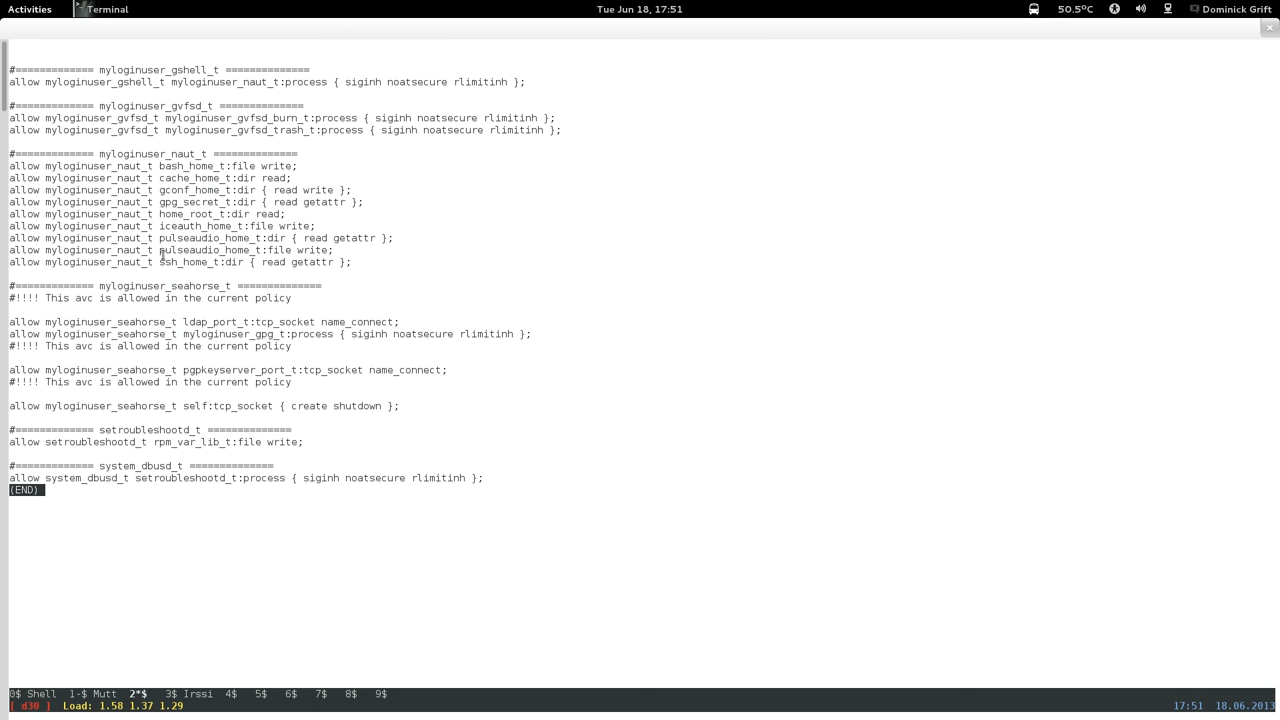 Activities Terminal Tue Jun 18, 17:51 50.5°C Dominick Grift
#============= myloginuser_gshell_t ==============
allow myloginuser_gshell_t myloginuser_naut_t:process { siginh noatsecure rlimitinh };
#============= myloginuser_gvfsd_t ==============
allow myloginuser_gvfsd_t myloginuser_gvfsd_burn_t:process { siginh noatsecure rlimitinh };
allow myloginuser_gvfsd_t myloginuser_gvfsd_trash_t:process { siginh noatsecure rlimitinh };
#============= myloginuser_naut_t ==============
allow myloginuser_naut_t bash_home_t:file write;
allow myloginuser_naut_t cache_home_t:dir read;
allow myloginuser_naut_t gconf_home_t:dir { read write };
allow myloginuser_naut_t gpg_secret_t:dir { read getattr };
allow myloginuser_naut_t home_root_t:dir read;
allow myloginuser_naut_t iceauth_home_t:file write;
allow myloginuser_naut_t pulseaudio_home_t:dir { read getattr };
allow myloginuser_naut_t pulseaudio_home_t:file write;
allow myloginuser_naut_t ssh_home_t:dir { read getattr };
#============= myloginuser_seahorse_t ==============
#!!!! This avc is allowed in the current policy
allow myloginuser_seahorse_t ldap_port_t:tcp_socket name_connect;
allow myloginuser_seahorse_t myloginuser_gpg_t:process { siginh noatsecure rlimitinh };
#!!!! This avc is allowed in the current policy
allow myloginuser_seahorse_t pgpkeyserver_port_t:tcp_socket name_connect;
#!!!! This avc is allowed in the current policy
allow myloginuser_seahorse_t self:tcp_socket { create shutdown };
#============= setroubleshootd_t ==============
allow setroubleshootd_t rpm_var_lib_t:file write;
#============= system_dbusd_t ==============
allow system_dbusd_t setroubleshootd_t:process { siginh noatsecure rlimitinh };
(END)
0$ Shell 1-$ Mutt 2*$ 3$ Irssi 4$ 5$ 6$ 7$ 8$ 9$
[ d30 ] Load: 1.58 1.37 1.29 17:51 18.06.2013